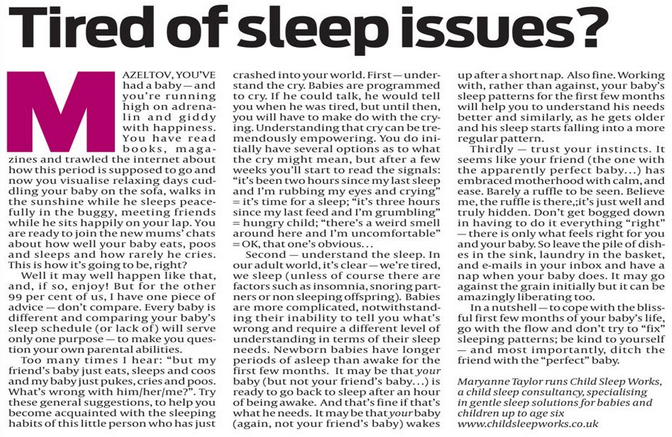 Tired of sleep issues?
MAZELTOV, YOU'VE
had a baby — and
you're running
high on adrena-
lin and giddy
with happiness.
You have read
books, maga-
zines and trawled the internet about
how this period is supposed to go and
now you visualise relaxing days cud-
dling your baby on the sofa, walks in
the sunshine while he sleeps peace-
fully in the buggy, meeting friends
while he sits happily on your lap. You
are ready to join the new mums' chats
about how well your baby eats, poos
and sleeps and how rarely he cries.
This is how it's going to be, right?
Well it may well happen like that,
and, if so, enjoy! But for the other
99 per cent of us, I have one piece of
advice – don't compare. Every baby is
different and comparing your baby's
sleep schedule (or lack of) will serve
only one purpose – to make you ques-
tion your own parental abilities.
Too many times I hear: "but my
friend's baby just eats, sleeps and coos
and my baby just pukes, cries and poos.
What's wrong with him/her/me?". Try
these general suggestions, to help you
become acquainted with the sleeping
habits of this little person who has just
crashed into your world. First — under-
stand the cry. Babies are programmed
to cry. If he could talk, he would tell
you when he was tired, but until then,
you will have to make do with the cry-
ing. Understanding that cry can be tre-
mendously empowering. You do ini-
tially have several options as to what
the cry might mean, but after a few
weeks you'll start to read the signals:
"it's been two hours since my last sleep
and I'm rubbing my eyes and crying"
= it's time for a sleep; "it's three hours
since my last feed and I'm grumbling"
= hungry child; "there's a weird smell
around here and I'm uncomfortable"
= OK, that one's obvious...
Second — understand the sleep. In
our adult world, it's clear — we're tired,
we sleep (unless of course there are
factors such as insomnia, snoring part-
ners or non sleeping offspring). Babies
are more complicated, notwithstand-
ing their inability to tell you what's
wrong and require a different level of
understanding in terms of their sleep
needs. Newborn babies have longer
periods of asleep than awake for the
first few months. It may be that your
baby (but not your friend's baby...) is
ready to go back to sleep after an hour
of being awake. And that's fine if that's
what he needs. It may be that your baby
(again, not your friend's baby) wakes
up after a short nap. Also fine. Working
with, rather than against, your baby's
sleep patterns for the first few months
will help you to understand his needs
better and similarly, as he gets older
and his sleep starts falling into a more
regular pattern.
Thirdly — trust your instincts. It
seems like your friend (the one with
the apparently perfect baby...) has
embraced motherhood with calm, and
ease. Barely a ruffle to be seen. Believe
me, the ruffle is there,;it's just well and
truly hidden. Don't get bogged down
in having to do it everything "right"
— there is only what feels right for you
and your baby. So leave the pile of dish-
es in the sink, laundry in the basket,
and e-mails in your inbox and have a
nap when your baby does. It may go
against the grain initially but it can be
amazingly liberating too.
In a nutshell – to cope with the bliss-
ful first few months of your baby's life,
go with the flow and don't try to "fix"
sleeping patterns; be kind to yourself
— and most importantly, ditch the
friend with the "perfect" baby.
Maryanne Taylor runs Child Sleep Works,
a child sleep consultancy, specialising
in gentle sleep solutions for babies and
children up to age six
www.childsleepworks.co.uk